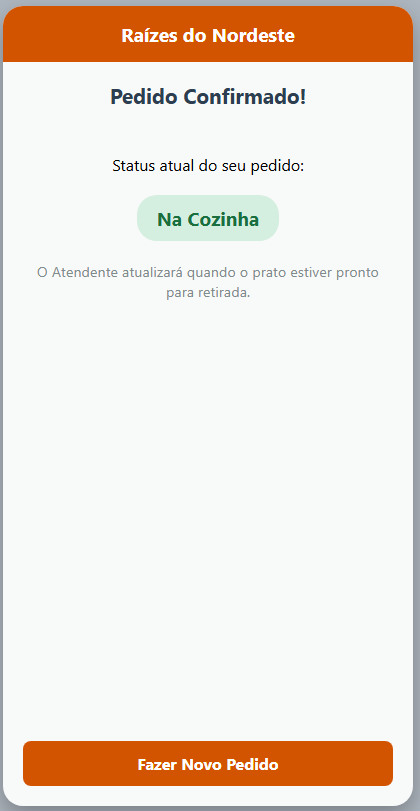 Raízes do Nordeste
Pedido Confirmado!
Status atual do seu pedido:
Na Cozinha
O Atendente atualizará quando o prato estiver pronto
para retirada.
Fazer Novo Pedido